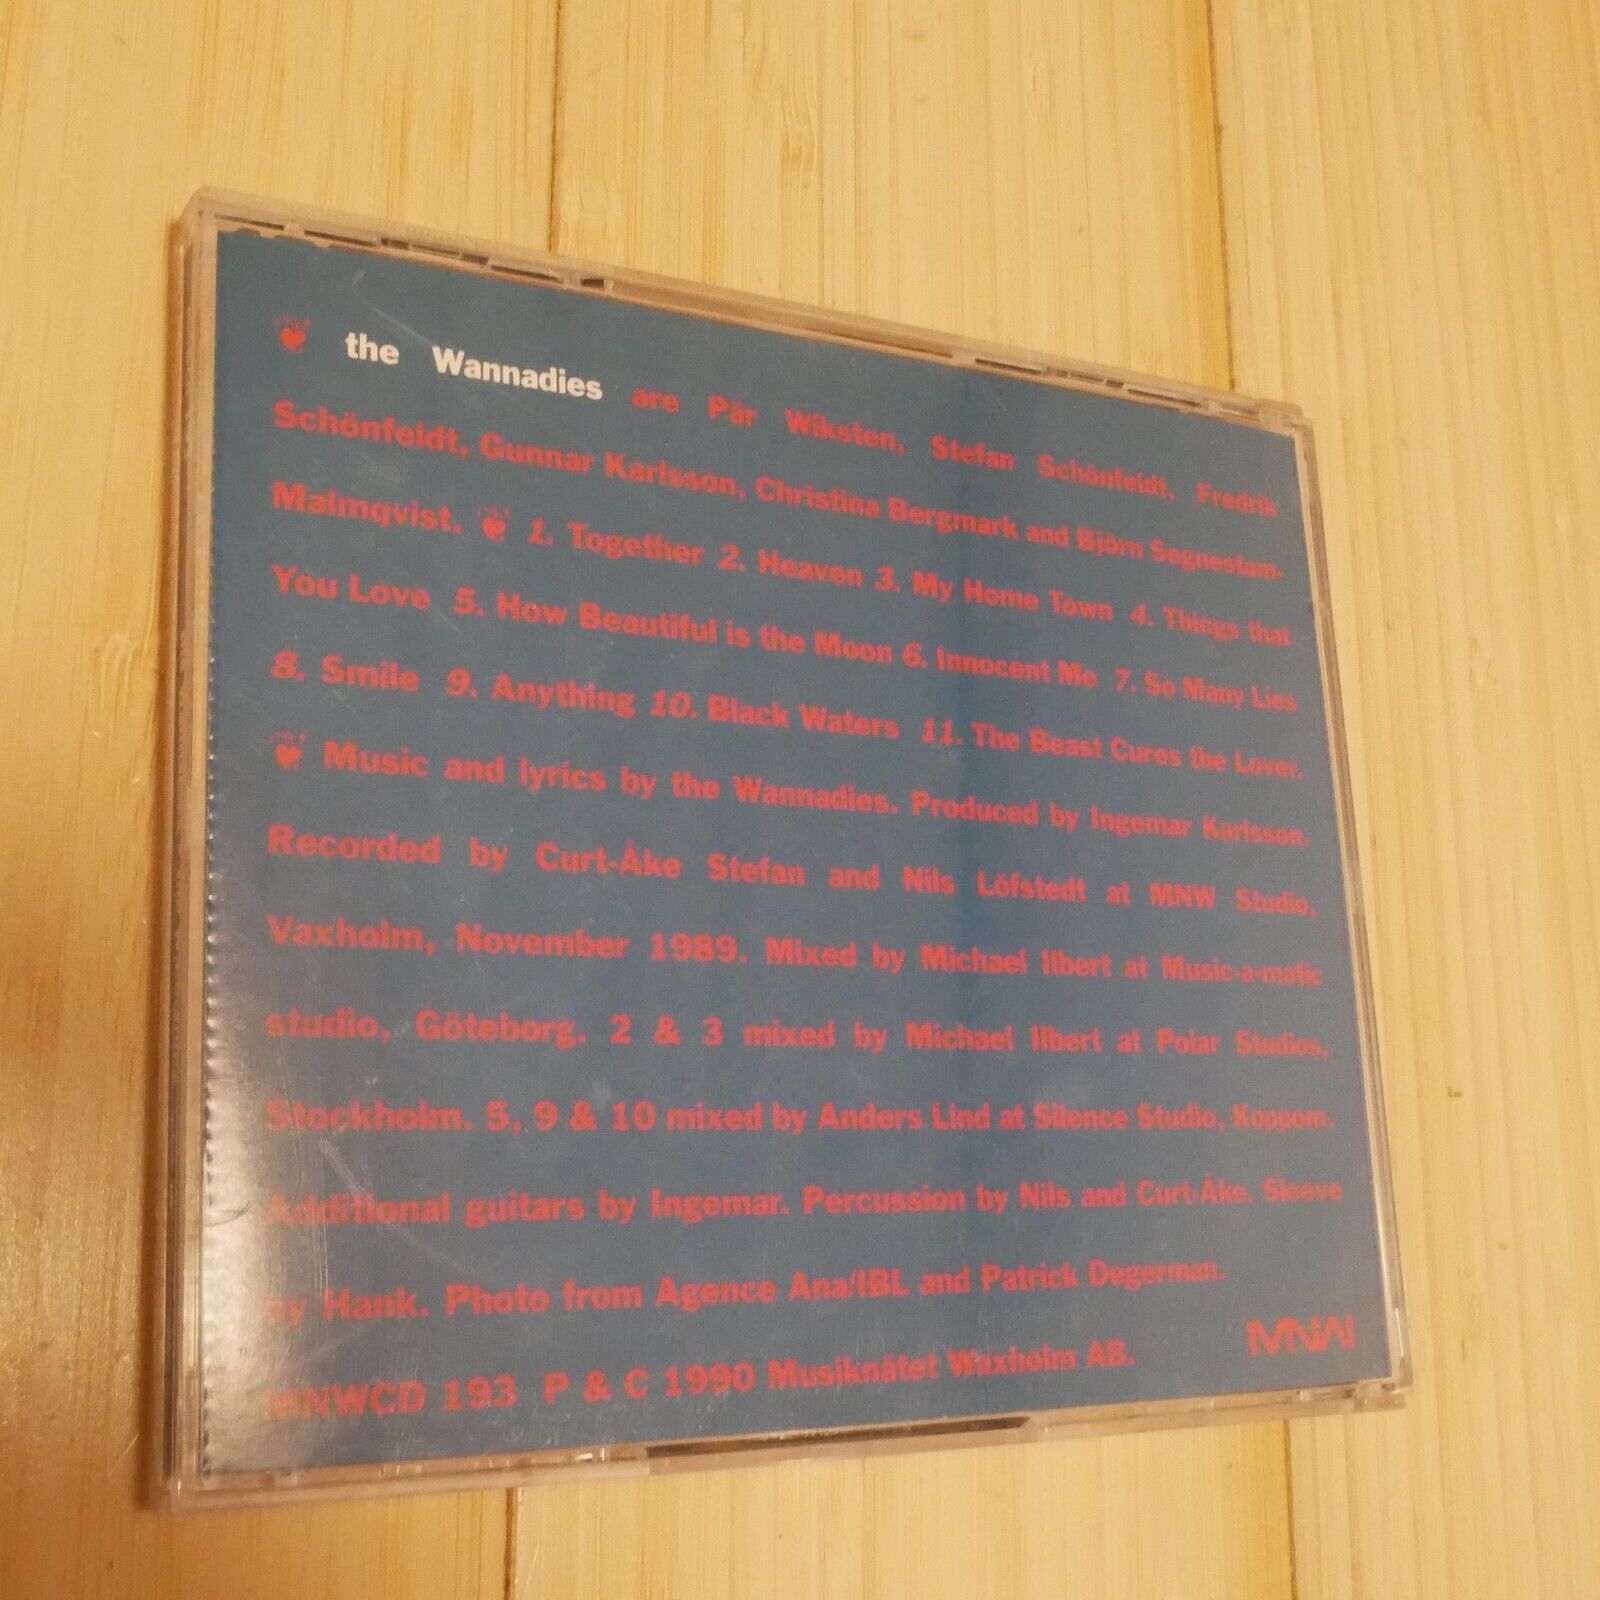 the Wannadies are Pär Wiksten, Stefan Schönfeldt, Fredrik
Schönfeldt, Gunnar Karlsson, Christina Bergmark and Björn Segnestam-
Malmqvist. 1. Together 2. Heaven 3. My Home Town 4. Things that
You Love 5. How Beautiful is the Moon 6. Innocent Me 7. So Many Lies
8. Smile 9. Anything 10. Black Waters 11. The Beast Cures the Lover.
Music and lyrics by the Wannadies. Produced by Ingemar Karlsson.
Recorded by Curt-Åke Stefan and Nils Löfstedt at MNW Studio,
Vaxholm, November 1989. Mixed by Michael Ilbert at Music-a-matic
studio, Göteborg. 2 & 3 mixed by Michael Ilbert at Polar Studios,
Stockholm. 5, 9 & 10 mixed by Anders Lind at Silence Studio, Koppom.
Additional guitars by Ingemar. Percussion by Nils and Curt-Åke. Sleeve
by Hank. Photo from Agence Ana/IBL and Patrick Degerman.
MNWCD 193 P & C 1990 Musiknätet Waxholm AB.
MNW